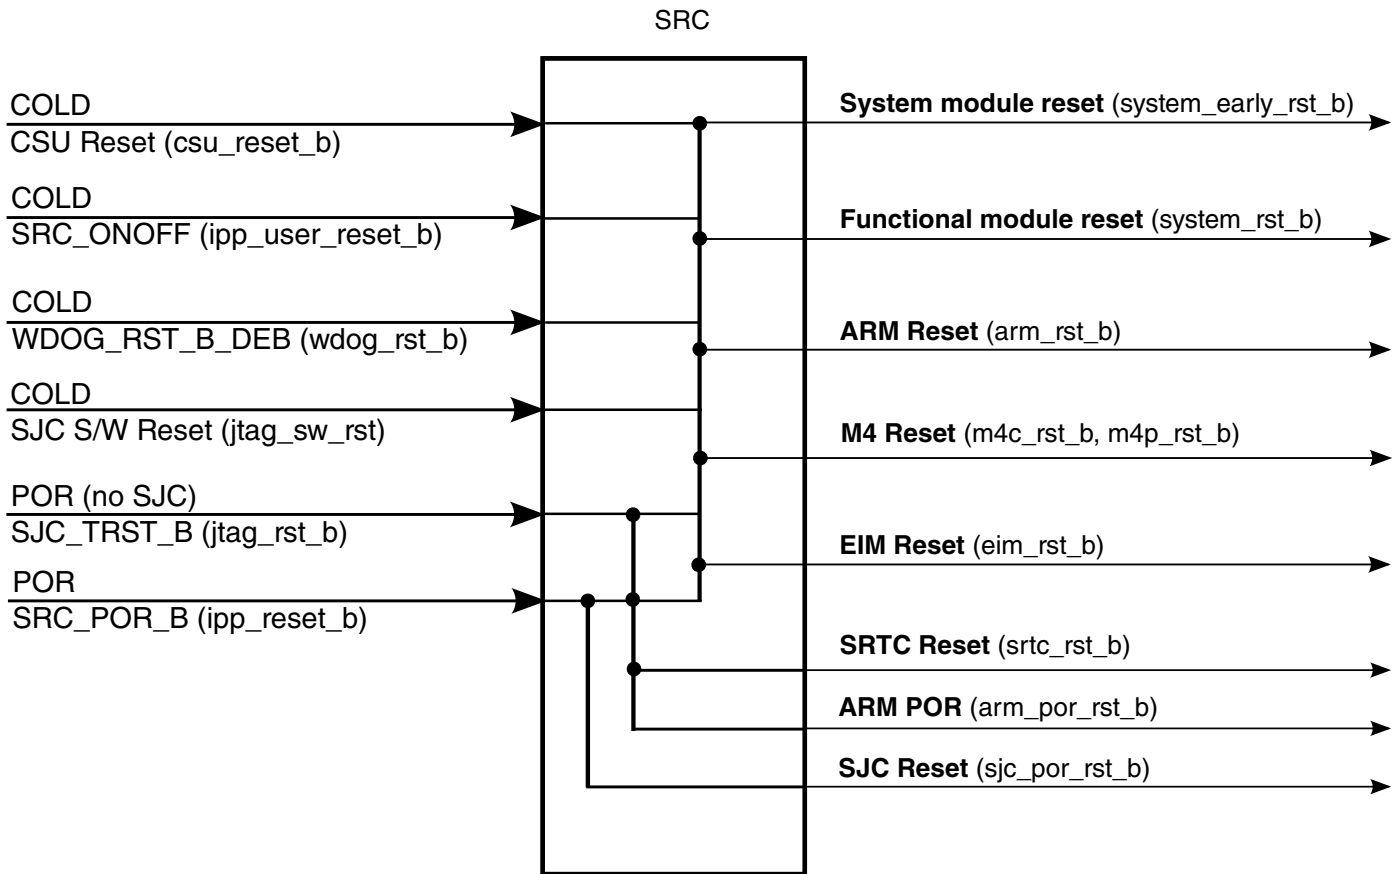 SRC
COLD
CSU Reset (csu_reset_b)
COLD
SRC_ONOFF (ipp_user_reset_b)
COLD
WDOG_RST_B_DEB (wdog_rst_b)
COLD
SJC S/W Reset (jtag_sw_rst)
POR (no SJC)
SJC_TRST_B (jtag_rst_b)
POR
SRC_POR_B (ipp_reset_b)
System module reset (system_early_rst_b)
Functional module reset (system_rst_b)
ARM Reset (arm_rst_b)
M4 Reset (m4c_rst_b, m4p_rst_b)
EIM Reset (eim_rst_b)
SRTC Reset (srtc_rst_b)
ARM POR (arm_por_rst_b)
SJC Reset (sjc_por_rst_b)